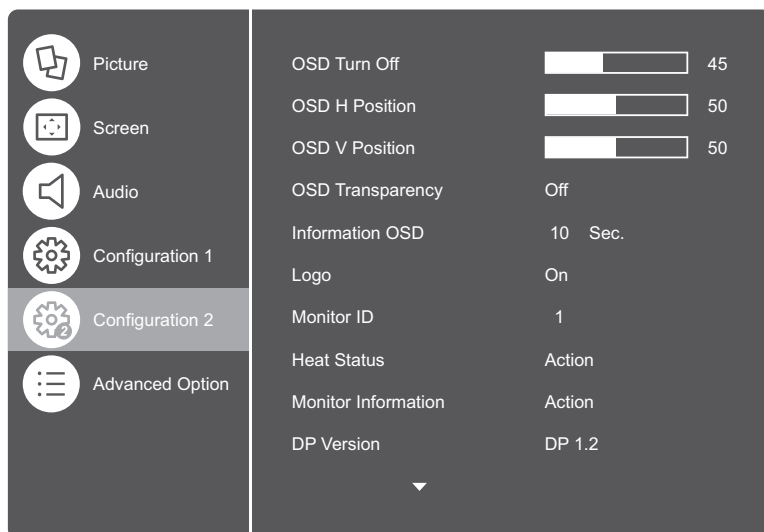 Picture
Screen
Audio
Configuration 1
2
Configuration 2
Advanced Option
OSD Turn Off 45
OSD H Position 50
OSD V Position 50
OSD Transparency Off
Information OSD 10 Sec.
Logo On
Monitor ID 1
Heat Status Action
Monitor Information Action
DP Version DP 1.2